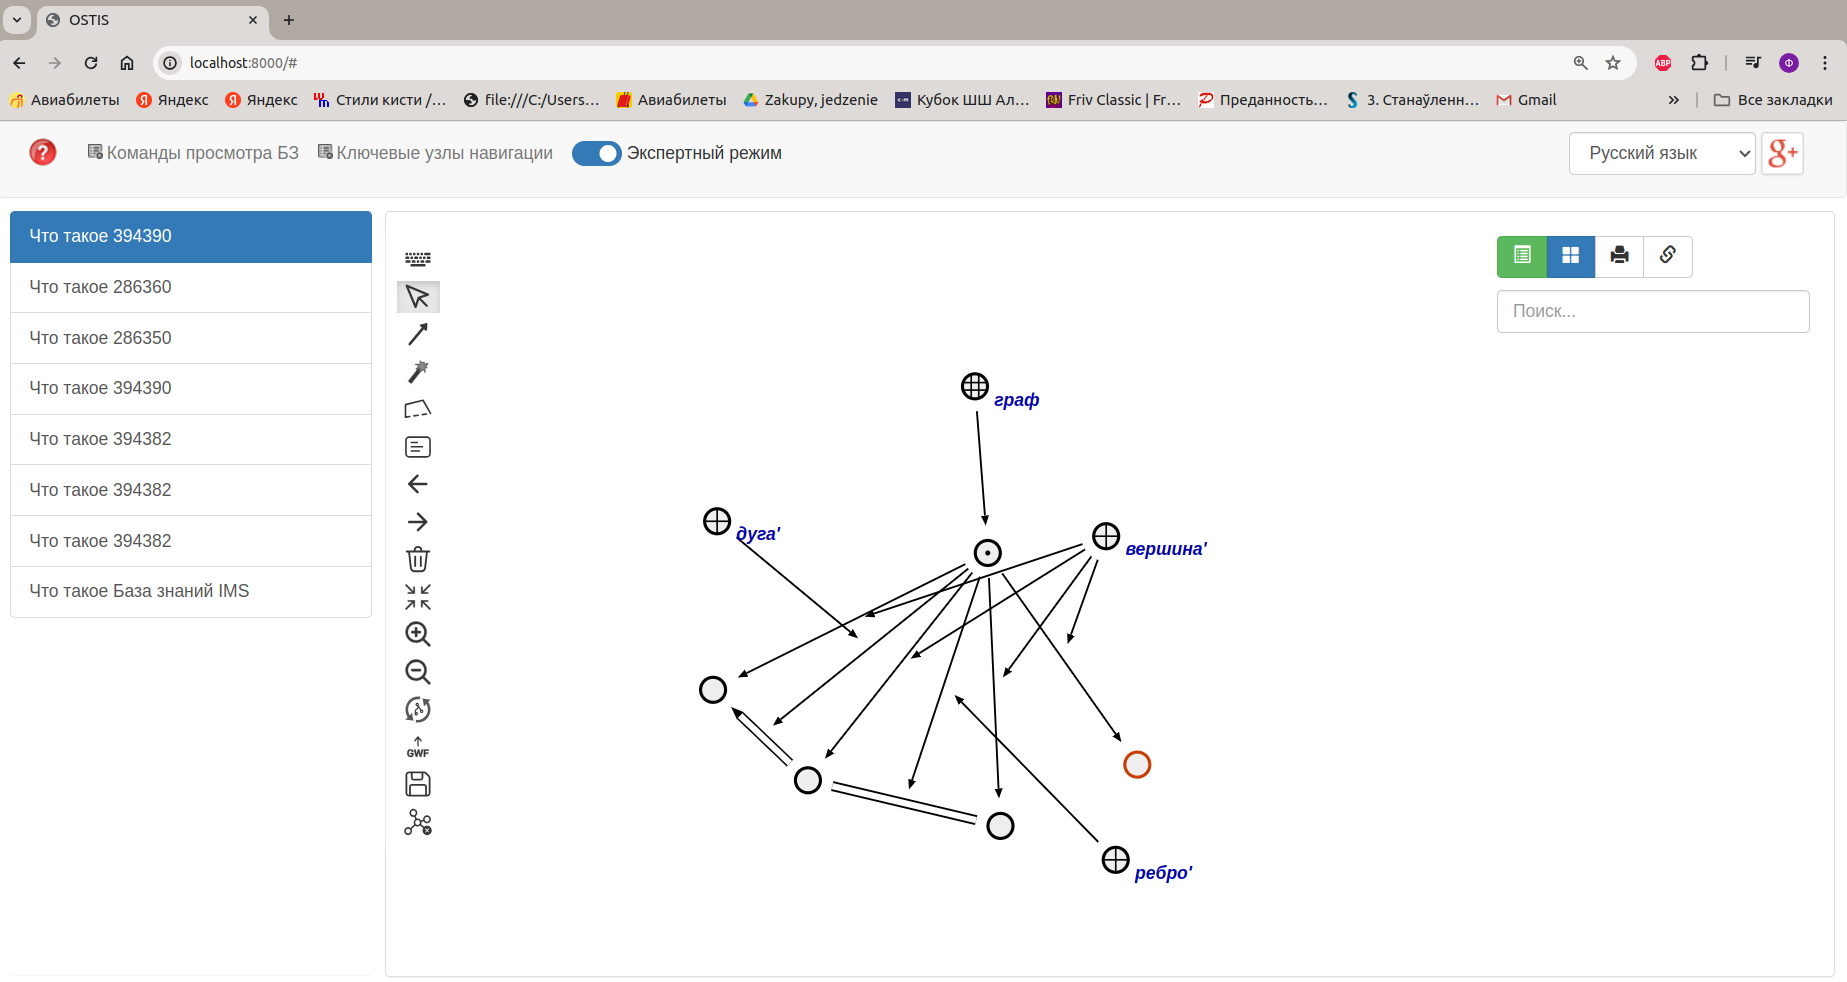 OSTIS
localhost:8000/#
ABP
Ф
Авиабилеты
Яндекс
Яндекс
Стили кисти /...
file:///C:/Users...
Авиабилеты
Zakupy, jedzenie
Кубок ШШ Ал...
Friv Classic | Fr...
Преданность...
3. Станаўленн...
Gmail
Все закладки
Команды просмотра БЗ
Ключевые узлы навигации
Экспертный режим
Русский язык
g+
Что такое 394390
Что такое 286360
Что такое 286350
Что такое 394390
Что такое 394382
Что такое 394382
Что такое 394382
Что такое База знаний IMS
GWF
Поиск...
граф
дуга'
вершина'
ребро'